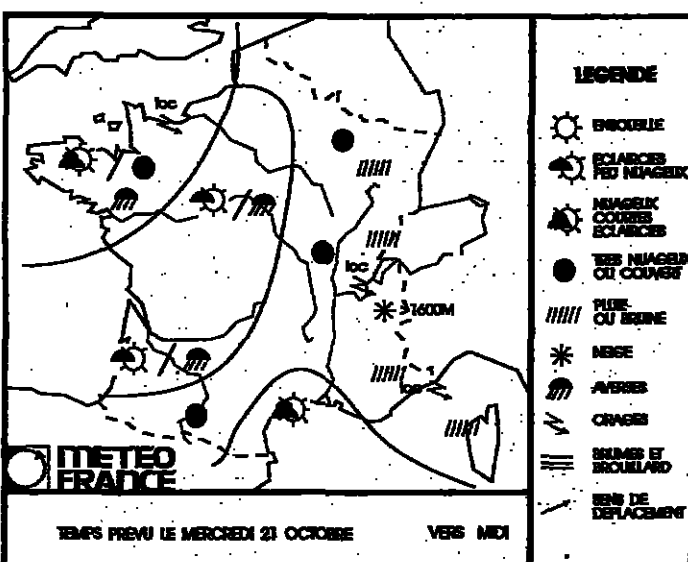 loc
loc
>1600M
loc
METEO
FRANCE
TEMPS PREVU LE MERCREDI 21 OCTOBRE
VERS MIDI
LEGENDE
ENSOLEILLE
ECLAIRCIES
PEU NUAGEUX
NUAGEUX
COURTES
ECLAIRCIES
TRES NUAGEUX
OU COUVERT
PLUIE
OU BRUINE
NEIGE
AVERSES
ORAGES
BRUMES ET
BROUILLARD
SENS DE
DEPLACEMENT